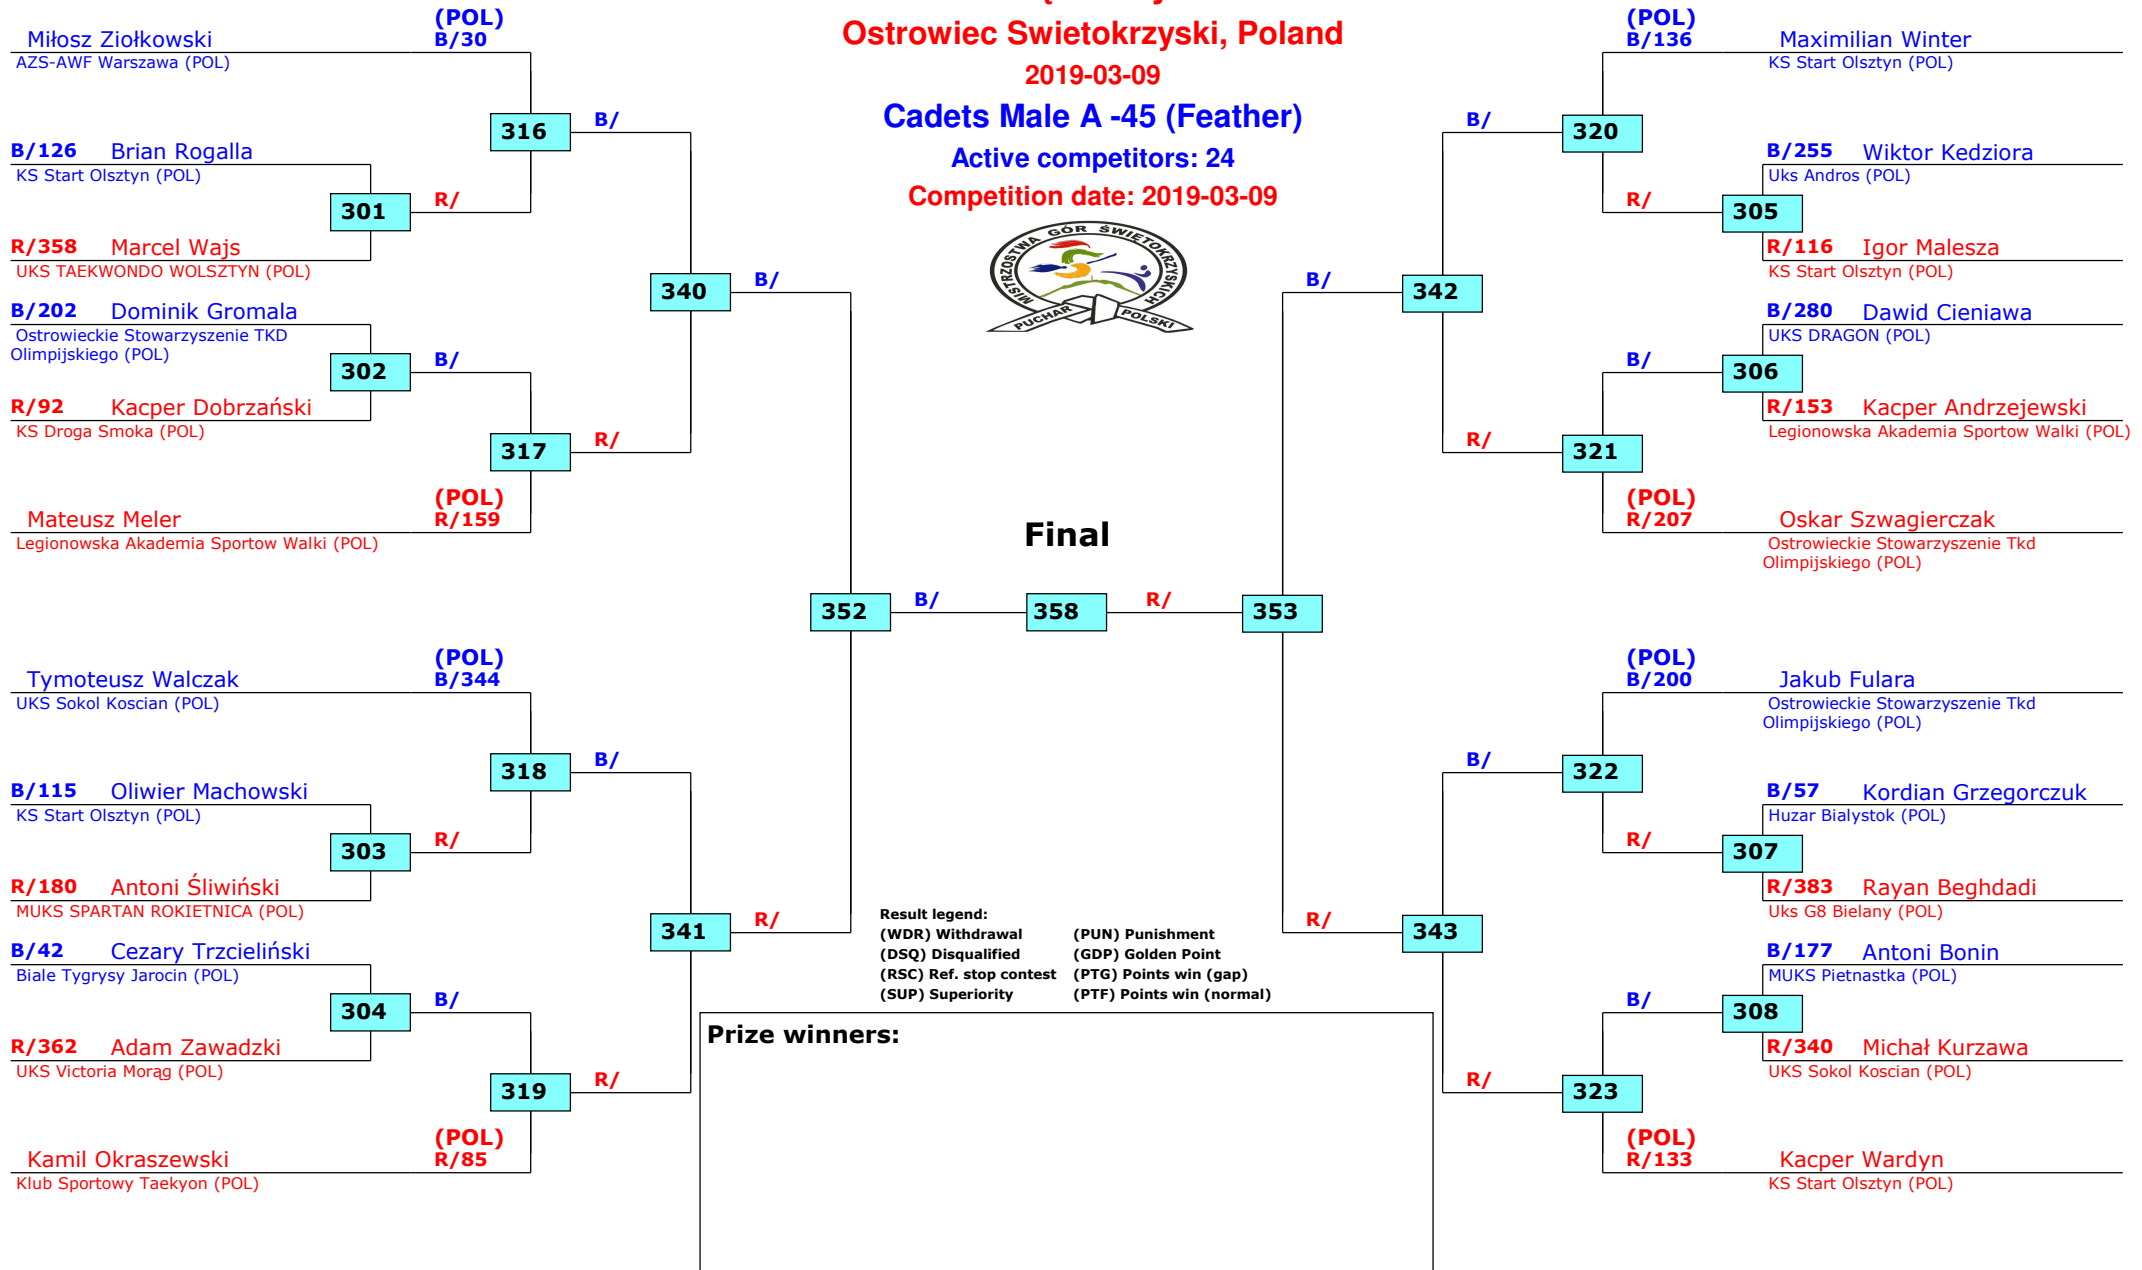 Ostrowiec Swietokrzyski, Poland
2019-03-09
Cadets Male A -45 (Feather)
Active competitors: 24
Competition date: 2019-03-09
MISTRZOSTWA GÓR ŚWIĘTOKRZYSKICH
PUCHAR POLSKI
(POL)
Miłosz Ziołkowski B/30
AZS-AWF Warszawa (POL)
316
B/
B/126 Brian Rogalla
KS Start Olsztyn (POL)
301
R/
R/358 Marcel Wajs
UKS TAEKWONDO WOLSZTYN (POL)
340
B/
B/202 Dominik Gromala
Ostrowieckie Stowarzyszenie TKD
Olimpijskiego (POL)
302
B/
R/92 Kacper Dobrzański
KS Droga Smoka (POL)
317
R/
(POL)
Mateusz Meler R/159
Legionowska Akademia Sportow Walki (POL)
Final
352
B/
358
R/
353
(POL)
Tymoteusz Walczak B/344
UKS Sokol Koscian (POL)
318
B/
B/115 Oliwier Machowski
KS Start Olsztyn (POL)
303
R/
R/180 Antoni Śliwiński
MUKS SPARTAN ROKIETNICA (POL)
341
R/
B/42 Cezary Trzcieliński
Biale Tygrysy Jarocin (POL)
304
B/
R/362 Adam Zawadzki
UKS Victoria Morąg (POL)
319
R/
(POL)
Kamil Okraszewski R/85
Klub Sportowy Taekyon (POL)
(POL)
B/136 Maximilian Winter
KS Start Olsztyn (POL)
B/
320
B/255 Wiktor Kedziora
Uks Andros (POL)
R/
305
R/116 Igor Malesza
KS Start Olsztyn (POL)
B/
342
B/280 Dawid Cieniawa
UKS DRAGON (POL)
B/
306
R/153 Kacper Andrzejewski
Legionowska Akademia Sportow Walki (POL)
R/
321
(POL)
R/207 Oskar Szwagierczak
Ostrowieckie Stowarzyszenie Tkd
Olimpijskiego (POL)
(POL)
B/200 Jakub Fulara
Ostrowieckie Stowarzyszenie Tkd
Olimpijskiego (POL)
B/
322
B/57 Kordian Grzegorczuk
Huzar Bialystok (POL)
R/
307
R/383 Rayan Beghdadi
Uks G8 Bielany (POL)
R/
343
B/177 Antoni Bonin
MUKS Pietnastka (POL)
B/
308
R/340 Michał Kurzawa
UKS Sokol Koscian (POL)
R/
323
(POL)
R/133 Kacper Wardyn
KS Start Olsztyn (POL)
Result legend:
(WDR) Withdrawal (PUN) Punishment
(DSQ) Disqualified (GDP) Golden Point
(RSC) Ref. stop contest (PTG) Points win (gap)
(SUP) Superiority (PTF) Points win (normal)
Prize winners: